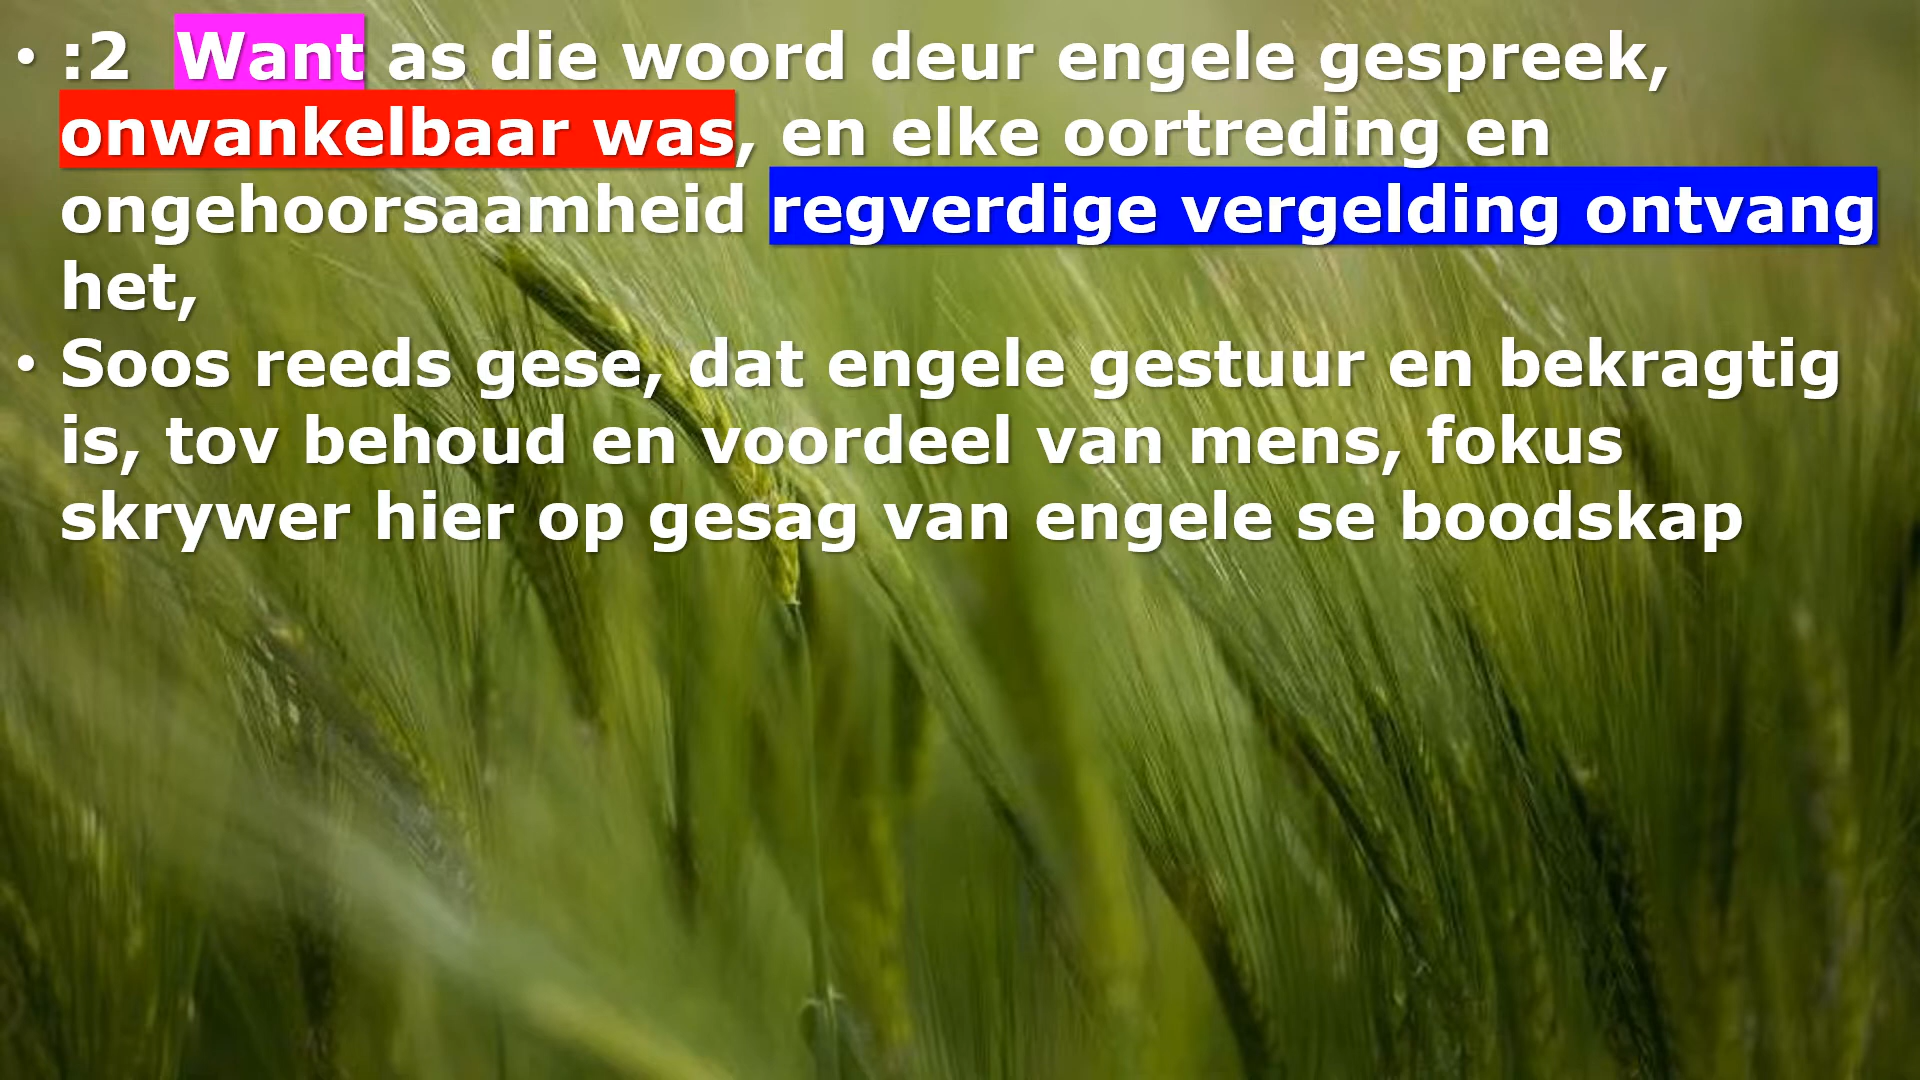 • :2  Want as die woord deur engele gespreek,
onwankelbaar was, en elke oortreding en
ongehoorsaamheid regverdige vergelding ontvang
het,
• Soos reeds gese, dat engele gestuur en bekragtig
is, tov behoud en voordeel van mens, fokus
skrywer hier op gesag van engele se boodskap